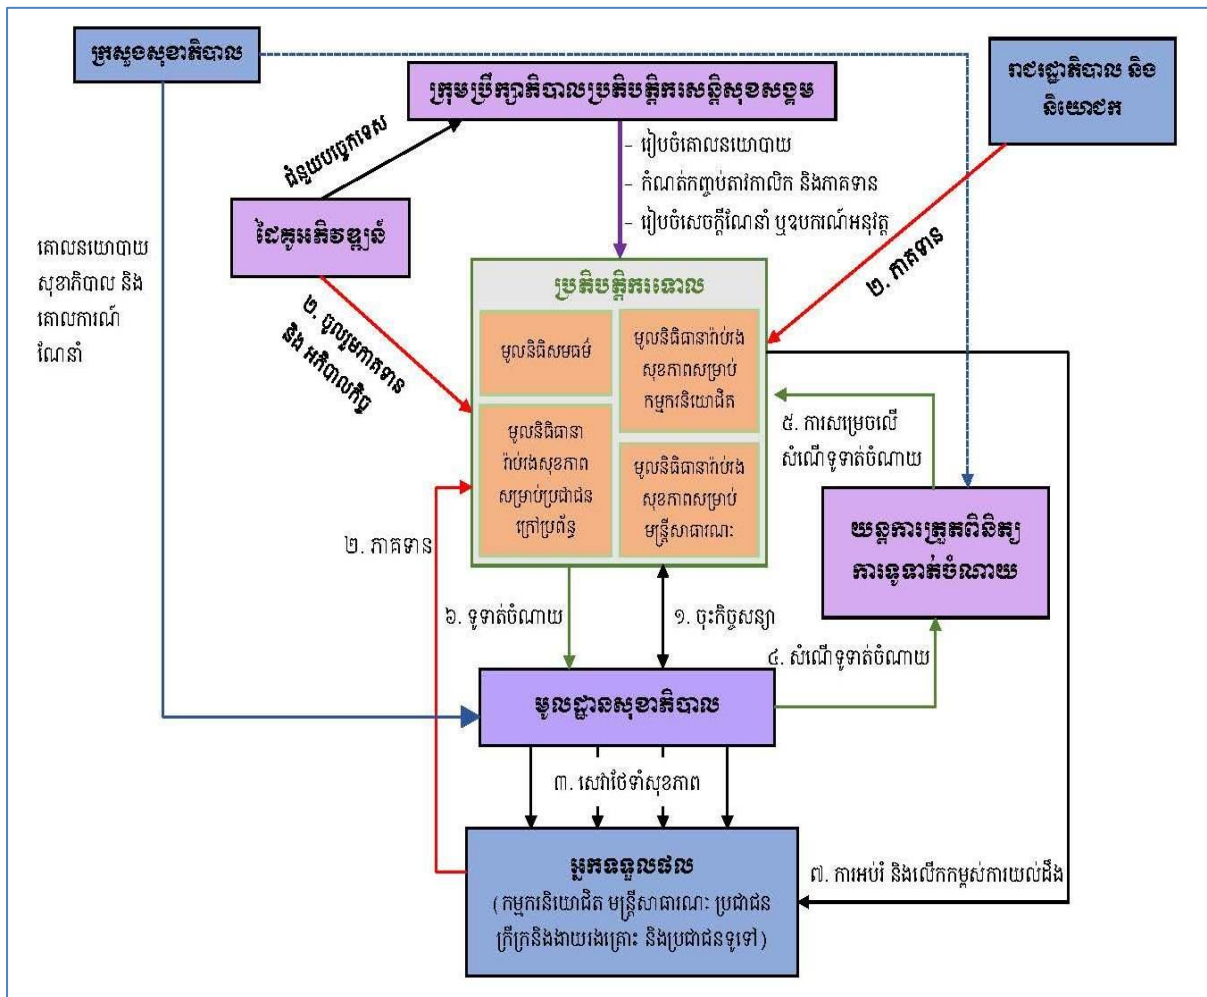 ក្រសួងសុខាភិបាល
រាជរដ្ឋាភិបាល និង
និយោជក
ក្រុមប្រឹក្សាភិបាលប្រតិបត្តិករសន្តិសុខសង្គម
ជំនួយបច្ចេកទេស
- រៀបចំគោលនយោបាយ
- កំណត់កញ្ចប់តាវកាលិក និងភាគទាន
- រៀបចំសេចក្តីណែនាំ ឬឧបករណ៍អនុវត្ត
ដៃគូអភិវឌ្ឍន៍
គោលនយោបាយ
សុខាភិបាល និង
គោលការណ៍
ណែនាំ
២. ភាគទាន
២. ចូលរួមភាគទាន
និង អភិបាលកិច្ច
ប្រតិបត្តិករទោល
មូលនិធិសមធម៌
មូលនិធិធានារ៉ាប់រង
សុខភាពសម្រាប់
កម្មករនិយោជិត
មូលនិធិធានា
រ៉ាប់រងសុខភាព
សម្រាប់ប្រជាជន
ក្រៅប្រព័ន្ធ
មូលនិធិធានារ៉ាប់រង
សុខភាពសម្រាប់
មន្ត្រីសាធារណៈ
៥. ការសម្រេចលើ
សំណើទូទាត់ចំណាយ
យន្តការត្រួតពិនិត្យ
ការទូទាត់ចំណាយ
២. ភាគទាន
៦. ទូទាត់ចំណាយ
១. ចុះកិច្ចសន្យា
៤. សំណើទូទាត់ចំណាយ
មូលដ្ឋានសុខាភិបាល
៣. សេវាថែទាំសុខភាព
អ្នកទទួលផល
(កម្មករនិយោជិត មន្ត្រីសាធារណៈ ប្រជាជន
ក្រីក្រនិងងាយរងគ្រោះ និងប្រជាជនទូទៅ)
៧. ការអប់រំ និងលើកកម្ពស់ការយល់ដឹង